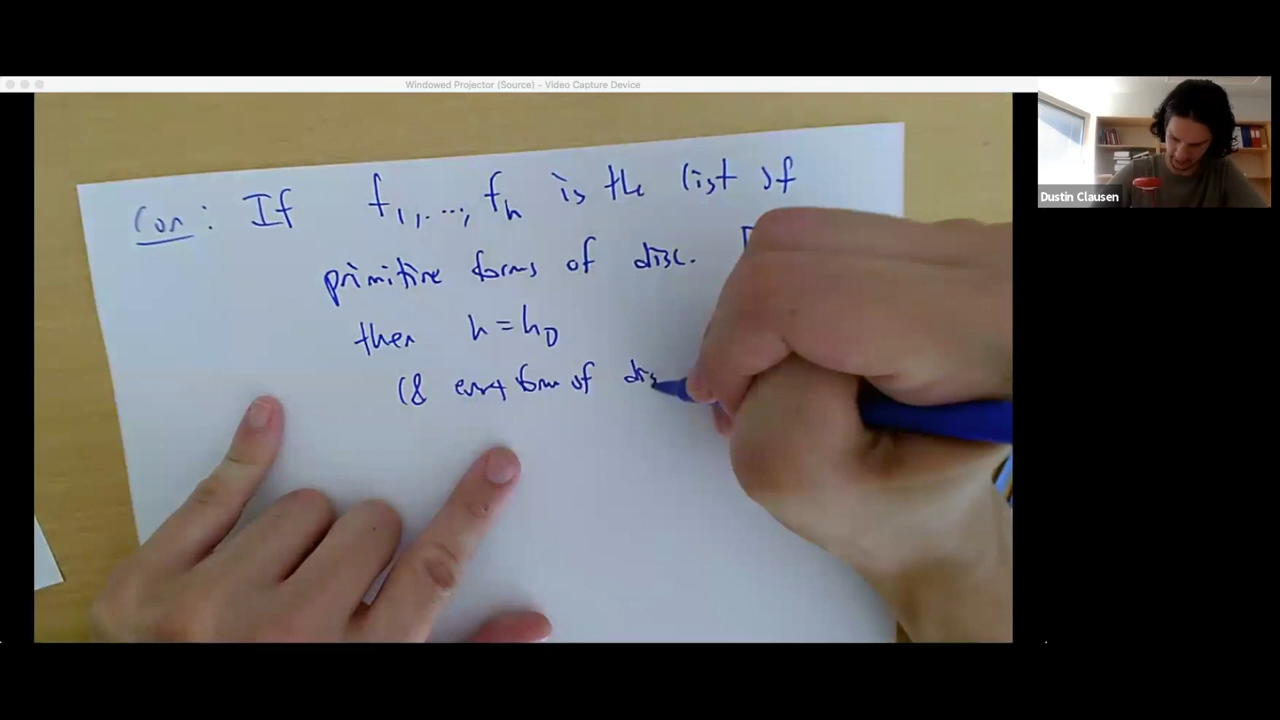 Windowed Projector (Source) - Video Capture Device
Cor: If f1,..., fh is the list of
primitive forms of disc.
then h = hD
(& every form of dis
Dustin Clausen